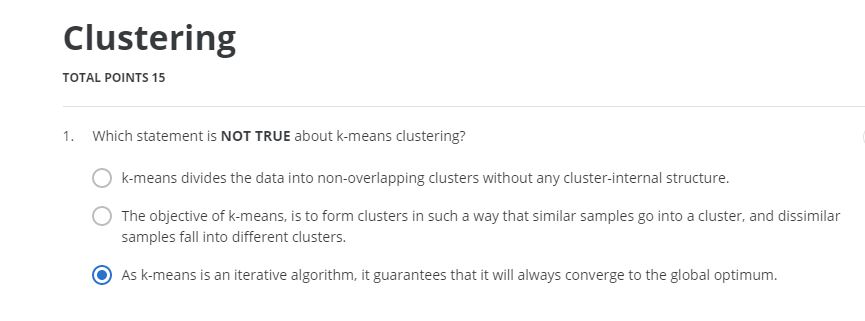 Clustering
TOTAL POINTS 15
1. Which statement is NOT TRUE about k-means clustering?
k-means divides the data into non-overlapping clusters without any cluster-internal structure.
The objective of k-means, is to form clusters in such a way that similar samples go into a cluster, and dissimilar
samples fall into different clusters.
As k-means is an iterative algorithm, it guarantees that it will always converge to the global optimum.